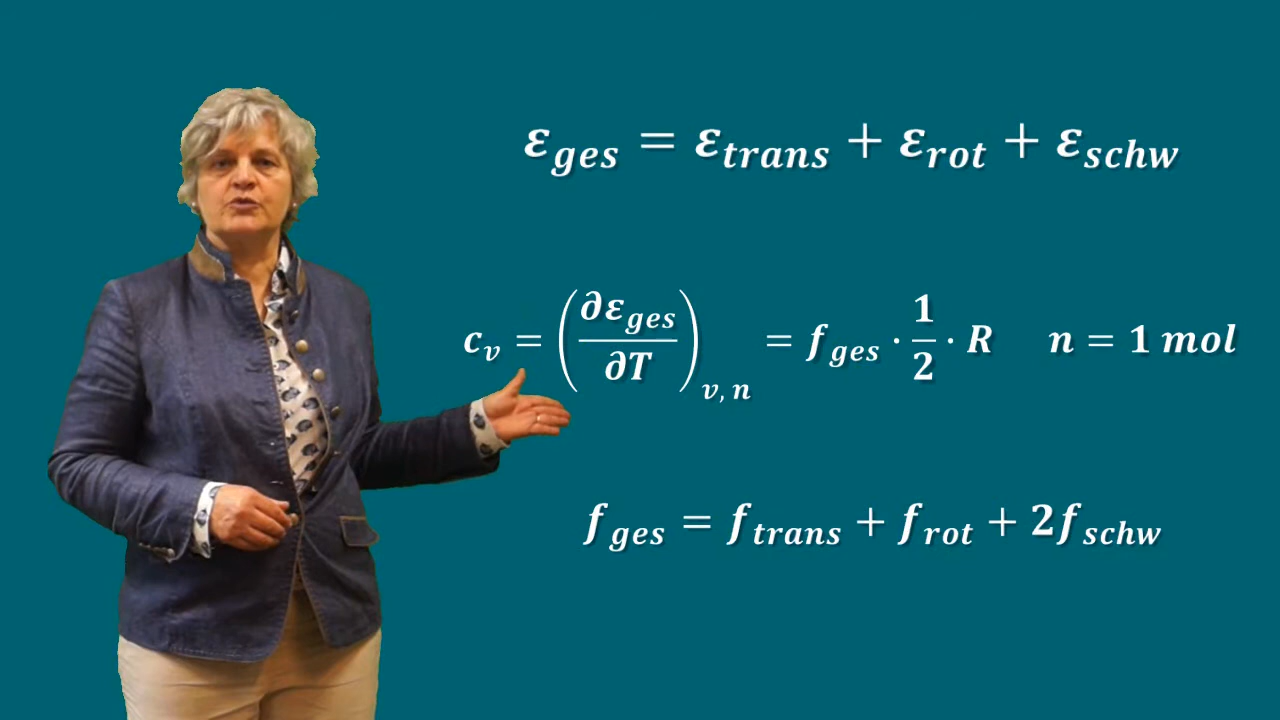 ε_ges = ε_trans + ε_rot + ε_schw
c_v = (∂ε_ges / ∂T)_v, n = f_ges · 1/2 · R n = 1 mol
f_ges = f_trans + f_rot + 2f_schw